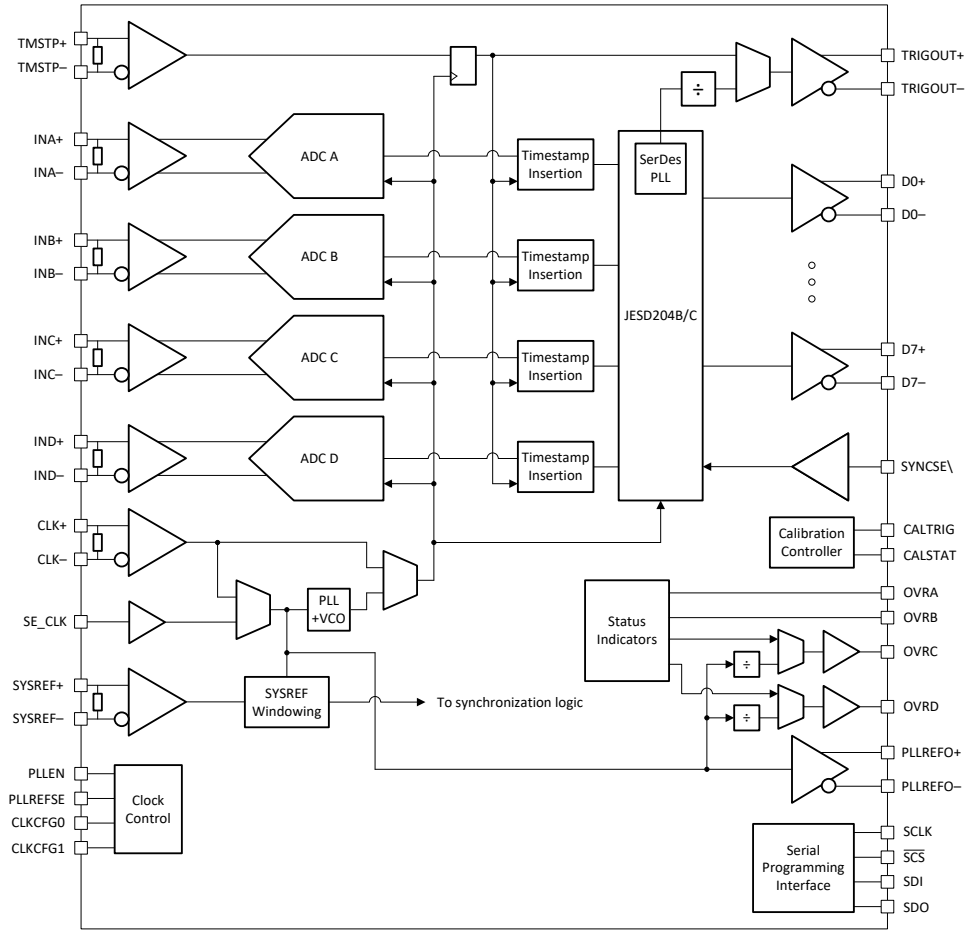 TMSTP+
TMSTP–
INA+
INA–
INB+
INB–
INC+
INC–
IND+
IND–
CLK+
CLK–
SE_CLK
SYSREF+
SYSREF–
PLLEN
PLLREFSE
CLKCFG0
CLKCFG1
ADC A
ADC B
ADC C
ADC D
PLL
+VCO
SYSREF
Windowing
To synchronization logic
Clock
Control
Timestamp
Insertion
Timestamp
Insertion
Timestamp
Insertion
Timestamp
Insertion
÷
SerDes
PLL
JESD204B/C
Calibration
Controller
Status
Indicators
÷
÷
Serial
Programming
Interface
TRIGOUT+
TRIGOUT–
D0+
D0–
D7+
D7–
SYNCSE\
CALTRIG
CALSTAT
OVRA
OVRB
OVRC
OVRD
PLLREFO+
PLLREFO–
SCLK
SCS
SDI
SDO